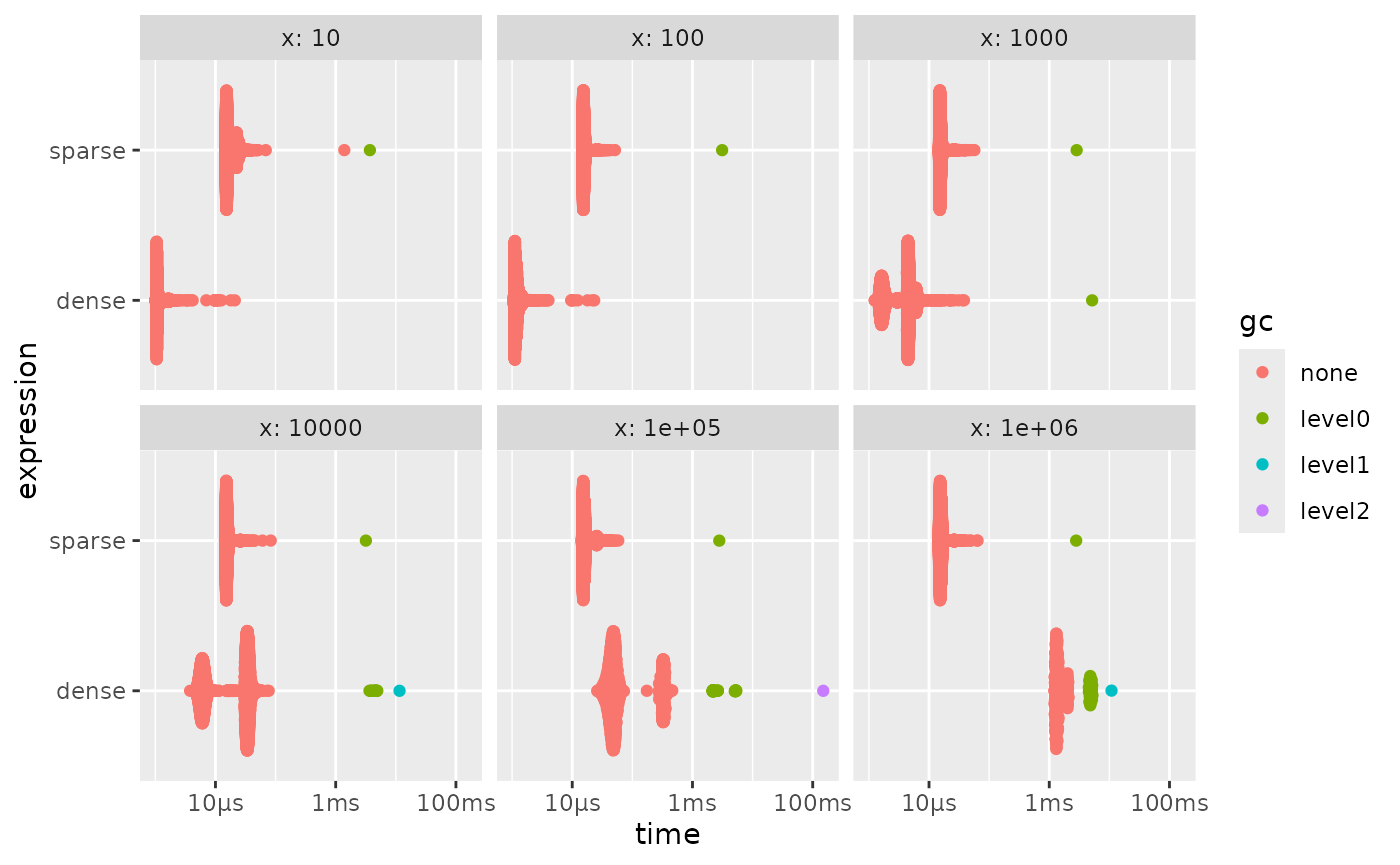 x: 10
x: 100
x: 1000
sparse
dense
x: 10000
x: 1e+05
x: 1e+06
sparse
dense
10µs
1ms
100ms
10µs
1ms
100ms
10µs
1ms
100ms
time
expression
gc
none
level0
level1
level2